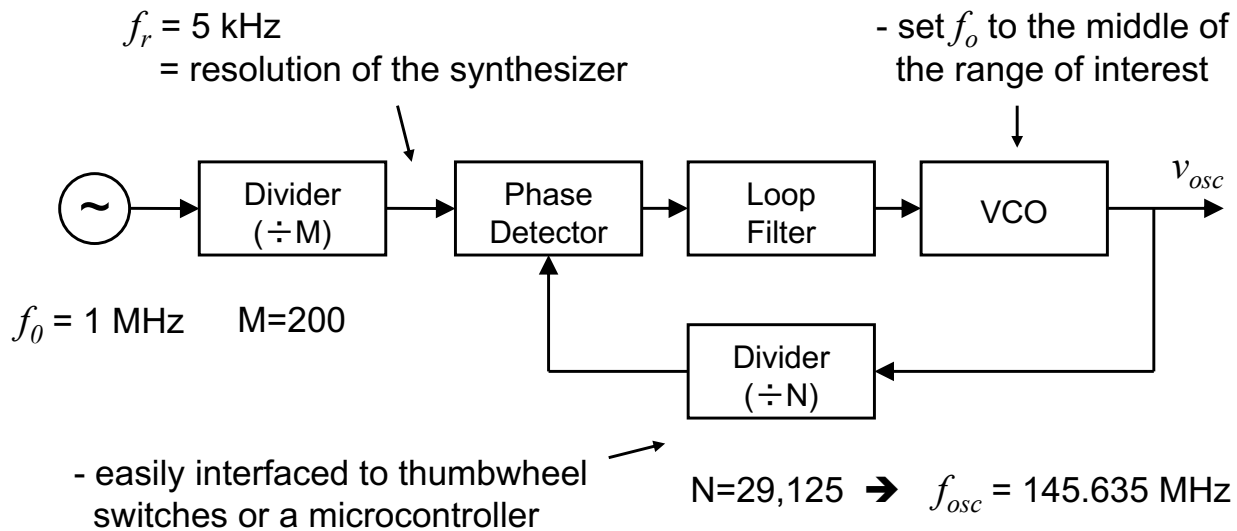 f_r = 5 kHz
= resolution of the synthesizer
- set f_o to the middle of
the range of interest
~
Divider
(÷M)
Phase
Detector
Loop
Filter
VCO
v_osc
f_0 = 1 MHz M=200
Divider
(÷N)
- easily interfaced to thumbwheel
switches or a microcontroller
N=29,125 ➔ f_osc = 145.635 MHz